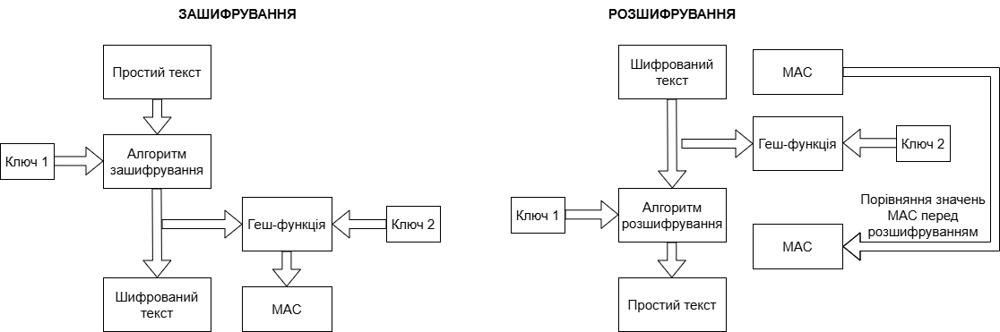 ЗАШИФРУВАННЯ
Простий текст
Ключ 1
Алгоритм
зашифрування
Геш-функція
Ключ 2
Шифрований
текст
MAC
РОЗШИФРУВАННЯ
Шифрований
текст
MAC
Геш-функція
Ключ 2
Ключ 1
Алгоритм
розшифрування
Порівняння значень
MAC перед
розшифруванням
MAC
Простий текст